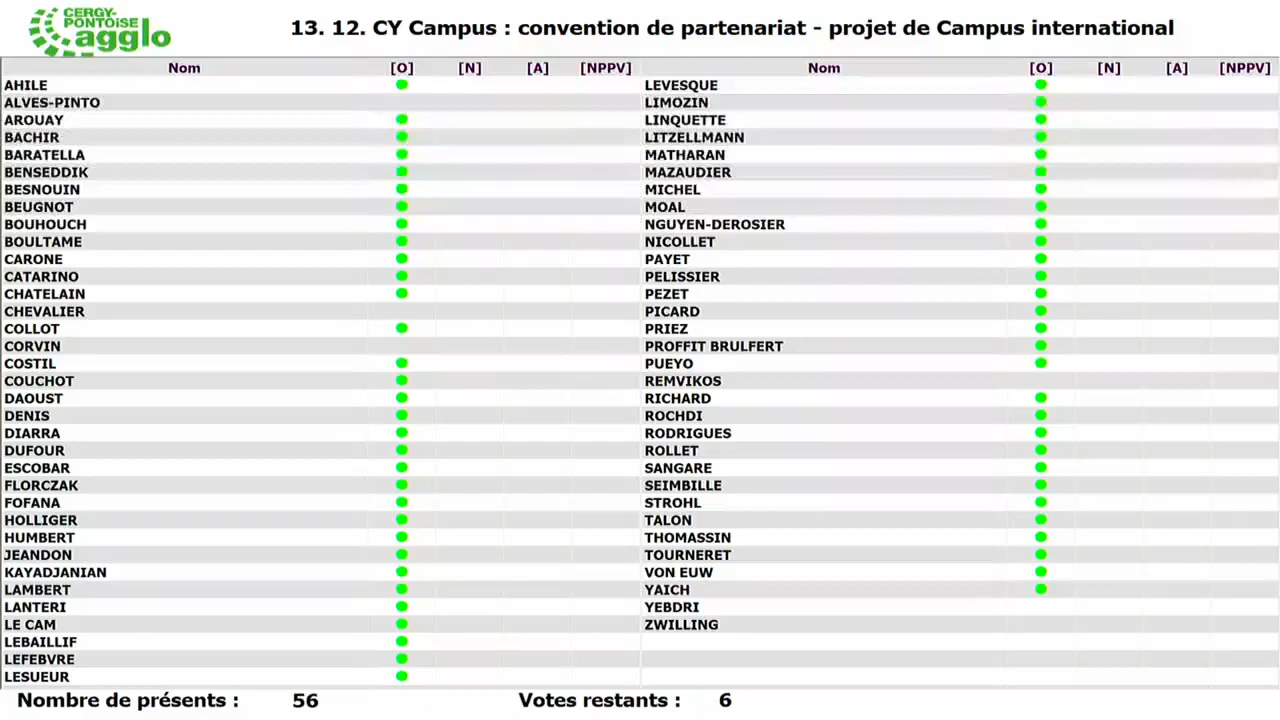 CERGY-
PONTOISE
agglo
13. 12. CY Campus : convention de partenariat - projet de Campus international
Nom [O] [N] [A] [NPPV] Nom [O] [N] [A] [NPPV]
AHILE LEVESQUE
ALVES-PINTO LIMOZIN
AROUAY LINQUETTE
BACHIR LITZELLMANN
BARATELLA MATHARAN
BENSEDDIK MAZAUDIER
BESNOUIN MICHEL
BEUGNOT MOAL
BOUHOUCH NGUYEN-DEROSIER
BOULTAME NICOLLET
CARONE PAYET
CATARINO PELISSIER
CHATELAIN PEZET
CHEVALIER PICARD
COLLOT PRIEZ
CORVIN PROFFIT BRULFERT
COSTIL PUEYO
COUCHOT REMVIKOS
DAOUST RICHARD
DENIS ROCHDI
DIARRA RODRIGUES
DUFOUR ROLLET
ESCOBAR SANGARE
FLORCZAK SEIMBILLE
FOFANA STROHL
HOLLIGER TALON
HUMBERT THOMASSIN
JEANDON TOURNERET
KAYADJANIAN VON EUW
LAMBERT YAICH
LANTERI YEBDRI
LE CAM ZWILLING
LEBAILLIF
LEFEBVRE
LESUEUR
Nombre de présents : 56 Votes restants : 6